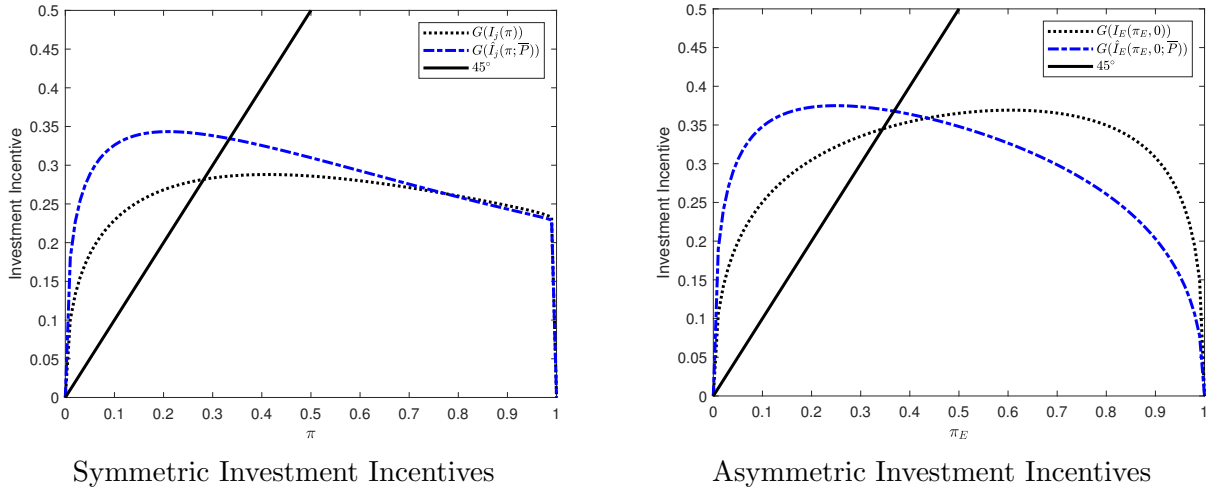 0.5
0.45
0.4
0.35
0.3
0.25
0.2
0.15
0.1
0.05
0
Investment Incentive
G(I_j(π))
G(Î_j(π; P̅))
45°
0 0.1 0.2 0.3 0.4 0.5 0.6 0.7 0.8 0.9 1
π
Symmetric Investment Incentives
0.5
0.45
0.4
0.35
0.3
0.25
0.2
0.15
0.1
0.05
0
Investment Incentive
G(I_E(π_E, 0))
G(Î_E(π_E, 0; P̅))
45°
0 0.1 0.2 0.3 0.4 0.5 0.6 0.7 0.8 0.9 1
π_E
Asymmetric Investment Incentives